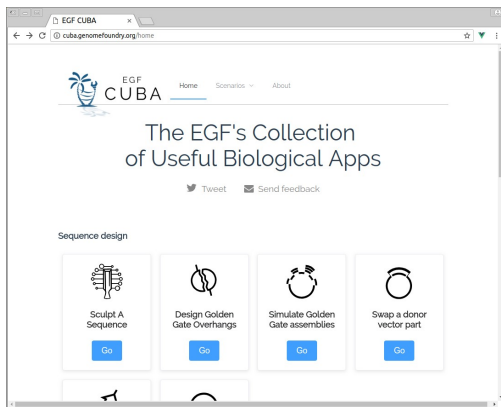 EGF CUBA
cuba.genomefoundry.org/home
EGF
CUBA
Home Scenarios About
The EGF's Collection
of Useful Biological Apps
Tweet Send feedback
Sequence design
Sculpt A
Sequence
Go
Design Golden
Gate Overhangs
Go
Simulate Golden
Gate assemblies
Go
Swap a donor
vector part
Go